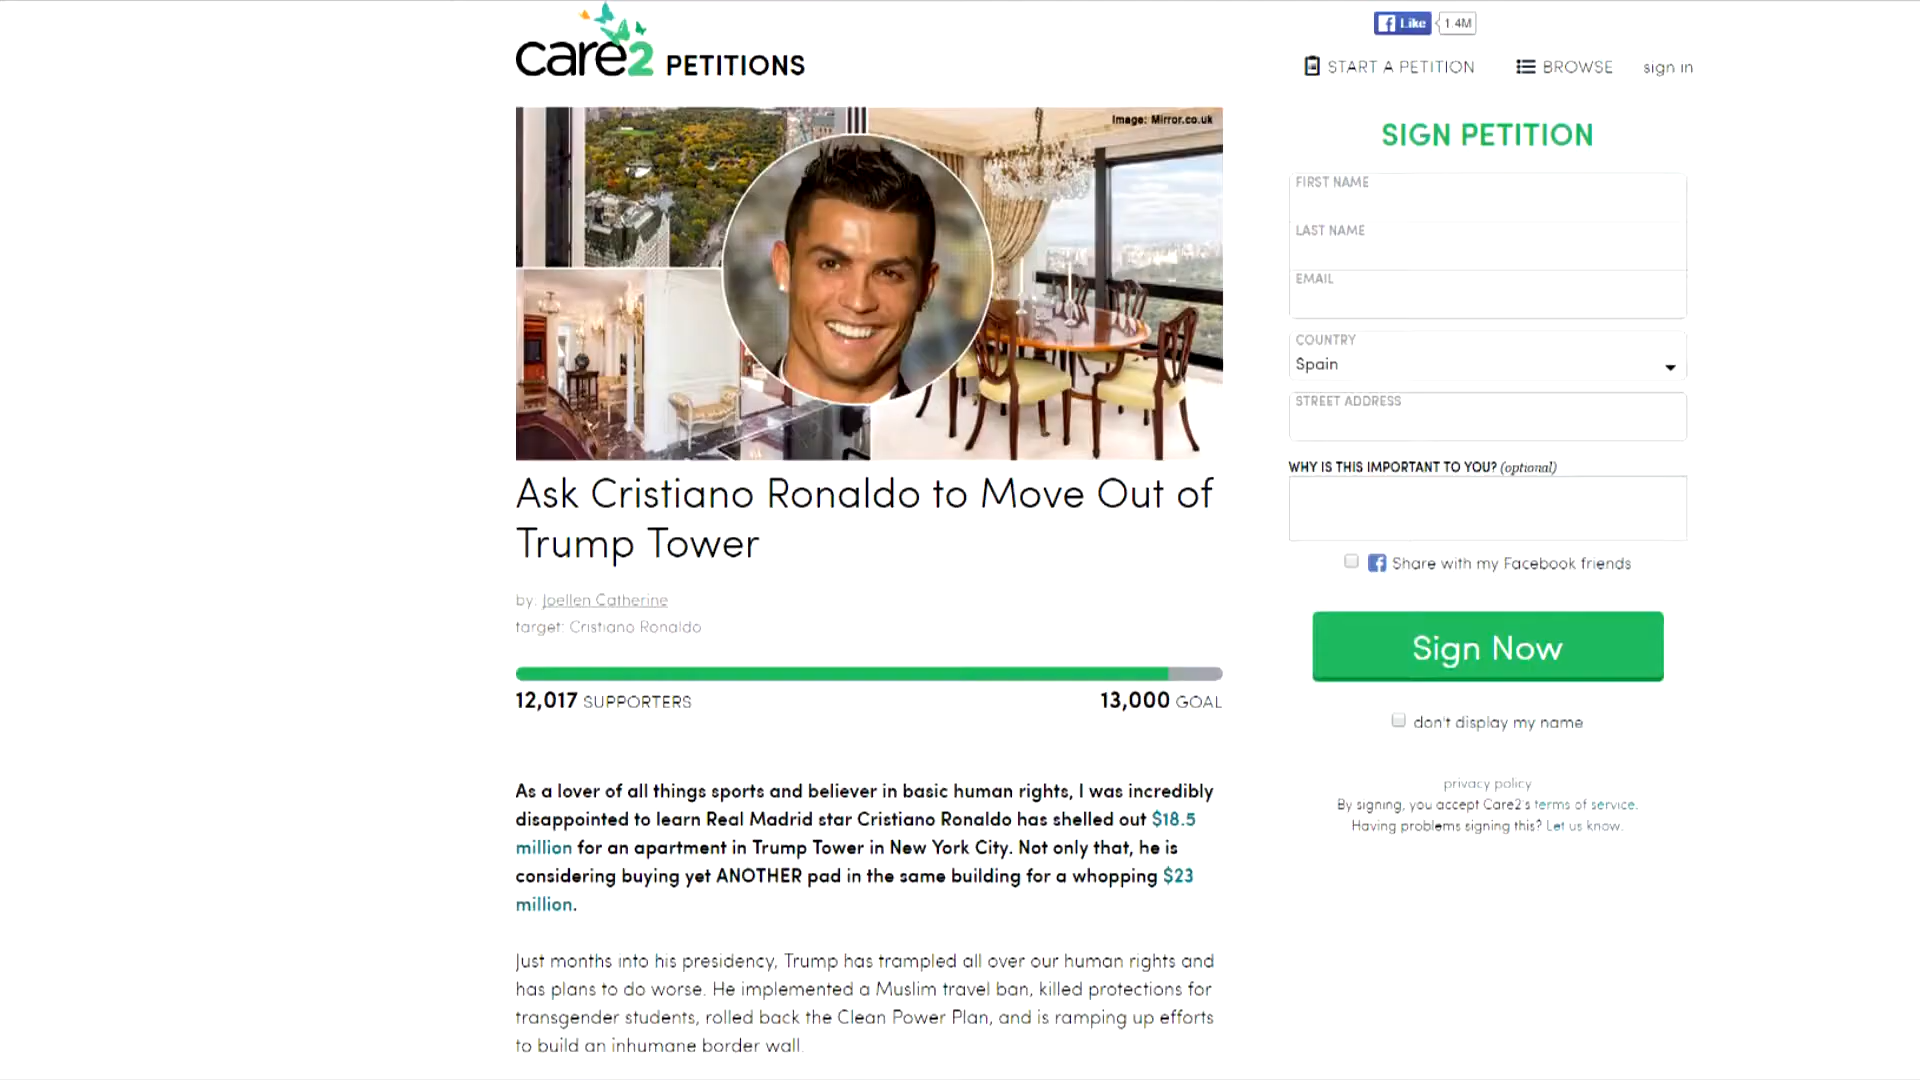 care2 PETITIONS
Like 1.4M
START A PETITION BROWSE sign in
Image: Mirror.co.uk
Ask Cristiano Ronaldo to Move Out of
Trump Tower
by: Joellen Catherine
target: Cristiano Ronaldo
12,017 SUPPORTERS 13,000 GOAL
As a lover of all things sports and believer in basic human rights, I was incredibly
disappointed to learn Real Madrid star Cristiano Ronaldo has shelled out $18.5
million for an apartment in Trump Tower in New York City. Not only that, he is
considering buying yet ANOTHER pad in the same building for a whopping $23
million.
Just months into his presidency, Trump has trampled all over our human rights and
has plans to do worse. He implemented a Muslim travel ban, killed protections for
transgender students, rolled back the Clean Power Plan, and is ramping up efforts
to build an inhumane border wall.
SIGN PETITION
FIRST NAME
LAST NAME
EMAIL
COUNTRY
Spain
STREET ADDRESS
WHY IS THIS IMPORTANT TO YOU? (optional)
Share with my Facebook friends
Sign Now
don't display my name
privacy policy
By signing, you accept Care2's terms of service.
Having problems signing this? Let us know.